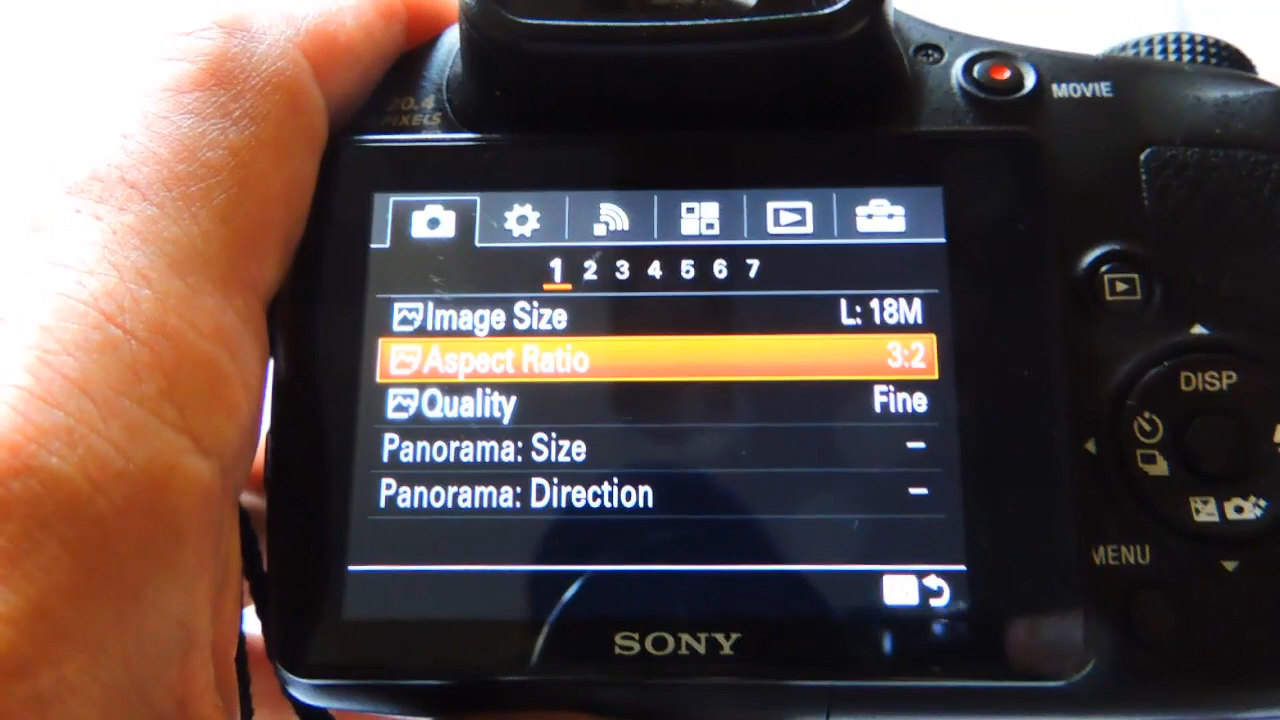 20.4
PIXELS
MOVIE
1 2 3 4 5 6 7
Image Size L: 18M
Aspect Ratio 3:2
Quality Fine
Panorama: Size –
Panorama: Direction –
DISP
MENU
SONY